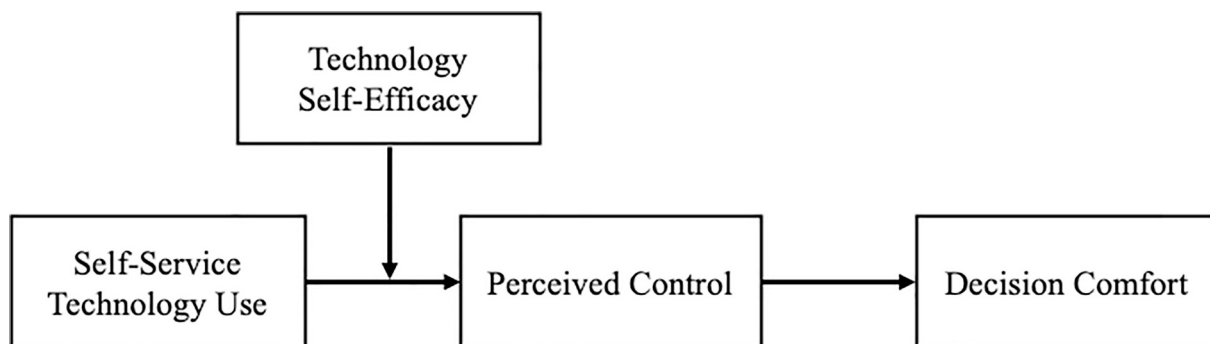 Technology
Self-Efficacy
Self-Service
Technology Use
Perceived Control
Decision Comfort